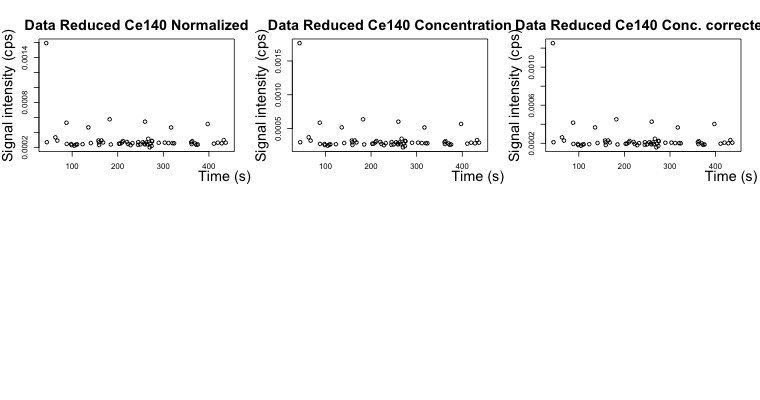 Data Reduced Ce140 Normalized
Signal intensity (cps)
0.0002 0.0008 0.0014
100 200 300 400
Time (s)
Data Reduced Ce140 Concentration
Signal intensity (cps)
0.0005 0.0010 0.0015
100 200 300 400
Time (s)
Data Reduced Ce140 Conc. correcte
Signal intensity (cps)
0.0002 0.0006 0.0010
100 200 300 400
Time (s)